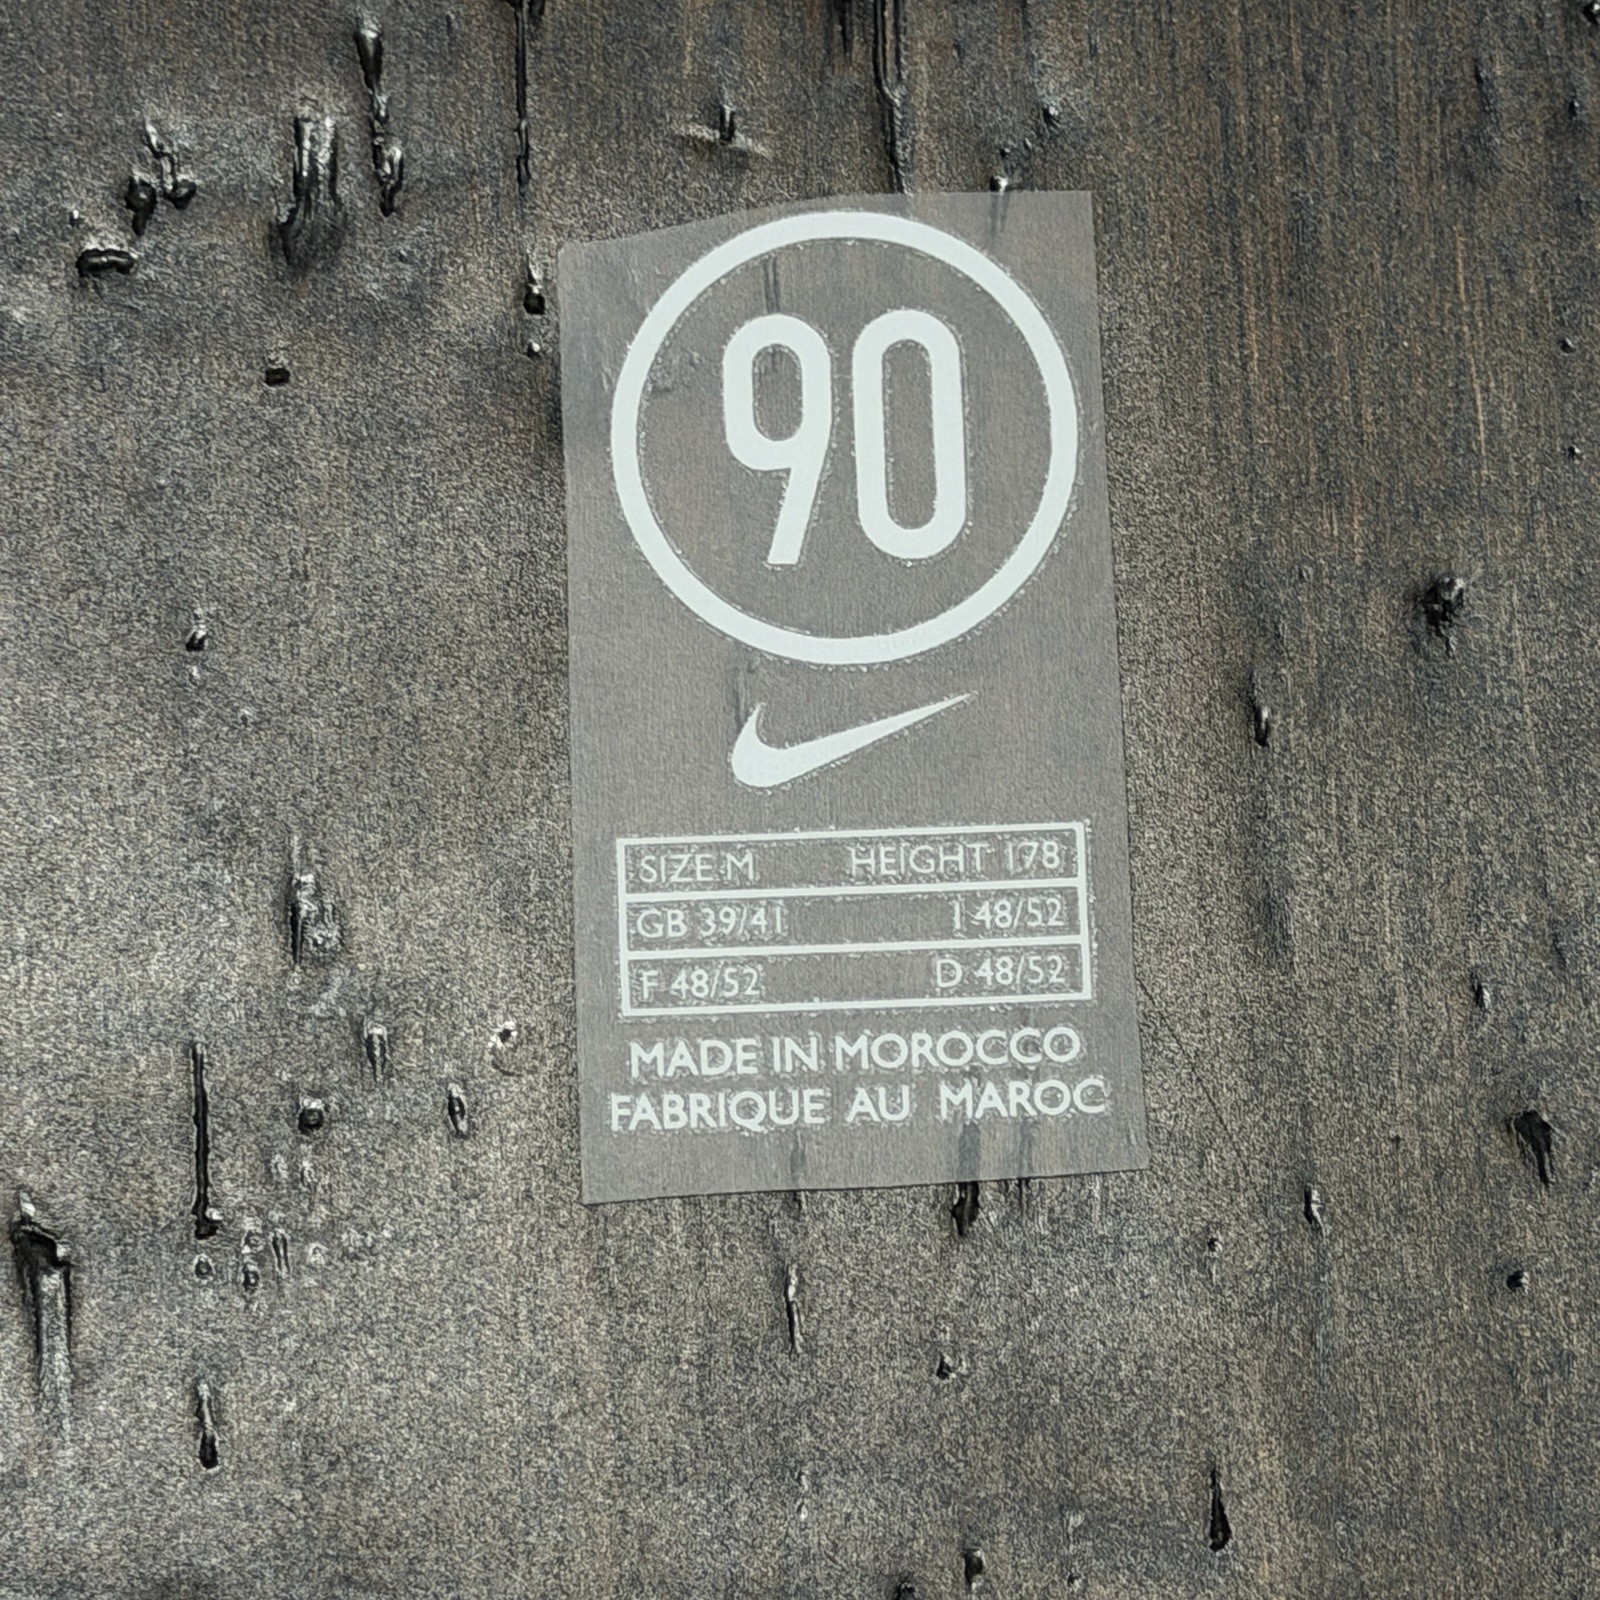 90
SIZE M HEIGHT 178
GB 39/41 I 48/52
F 48/52 D 48/52
MADE IN MOROCCO
FABRIQUE AU MAROC